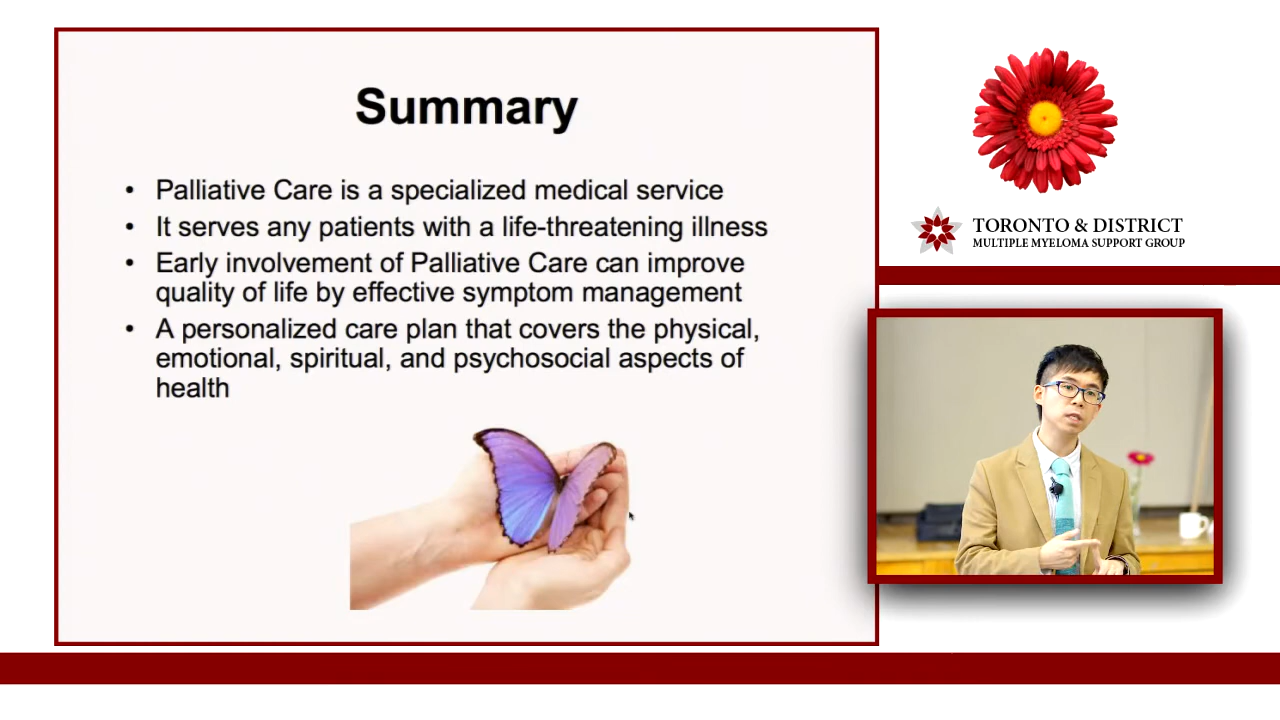 Summary
• Palliative Care is a specialized medical service
• It serves any patients with a life-threatening illness
• Early involvement of Palliative Care can improve
quality of life by effective symptom management
• A personalized care plan that covers the physical,
emotional, spiritual, and psychosocial aspects of
health
TORONTO & DISTRICT
MULTIPLE MYELOMA SUPPORT GROUP